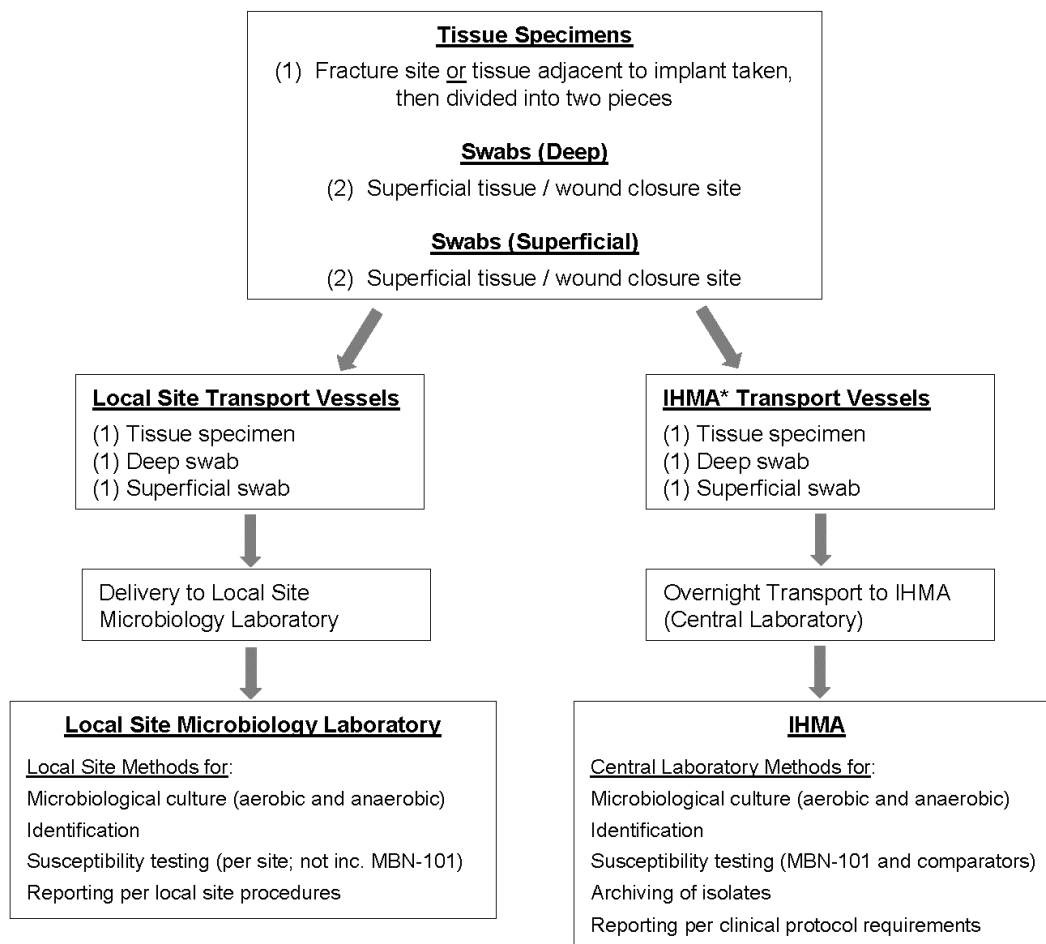 Tissue Specimens
(1) Fracture site or tissue adjacent to implant taken,
then divided into two pieces
Swabs (Deep)
(2) Superficial tissue / wound closure site
Swabs (Superficial)
(2) Superficial tissue / wound closure site
Local Site Transport Vessels
(1) Tissue specimen
(1) Deep swab
(1) Superficial swab
IHMA* Transport Vessels
(1) Tissue specimen
(1) Deep swab
(1) Superficial swab
Delivery to Local Site
Microbiology Laboratory
Overnight Transport to IHMA
(Central Laboratory)
Local Site Microbiology Laboratory
Local Site Methods for:
Microbiological culture (aerobic and anaerobic)
Identification
Susceptibility testing (per site; not inc. MBN-101)
Reporting per local site procedures
IHMA
Central Laboratory Methods for:
Microbiological culture (aerobic and anaerobic)
Identification
Susceptibility testing (MBN-101 and comparators)
Archiving of isolates
Reporting per clinical protocol requirements